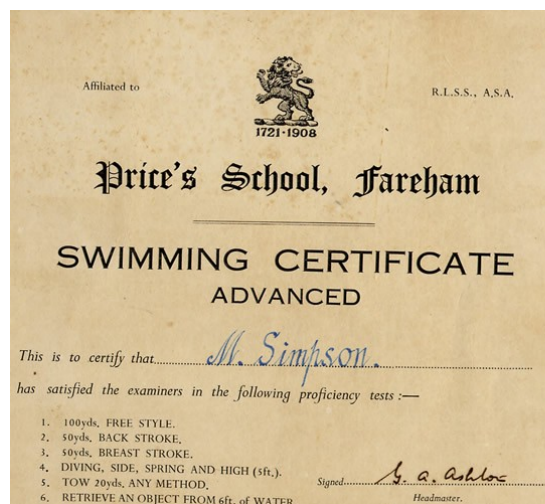 Affiliated to
R.L.S.S., A.S.A.
1721-1908
Price's School, Fareham
SWIMMING CERTIFICATE
ADVANCED
This is to certify that M. Simpson.
has satisfied the examiners in the following proficiency tests :—
1. 100yds. FREE STYLE.
2. 50yds. BACK STROKE.
3. 50yds. BREAST STROKE.
4. DIVING, SIDE, SPRING AND HIGH (5ft.).
5. TOW 20yds. ANY METHOD.
Signed G. A. Ashton
Headmaster.
6. RETRIEVE AN OBJECT FROM 6ft. of WATER